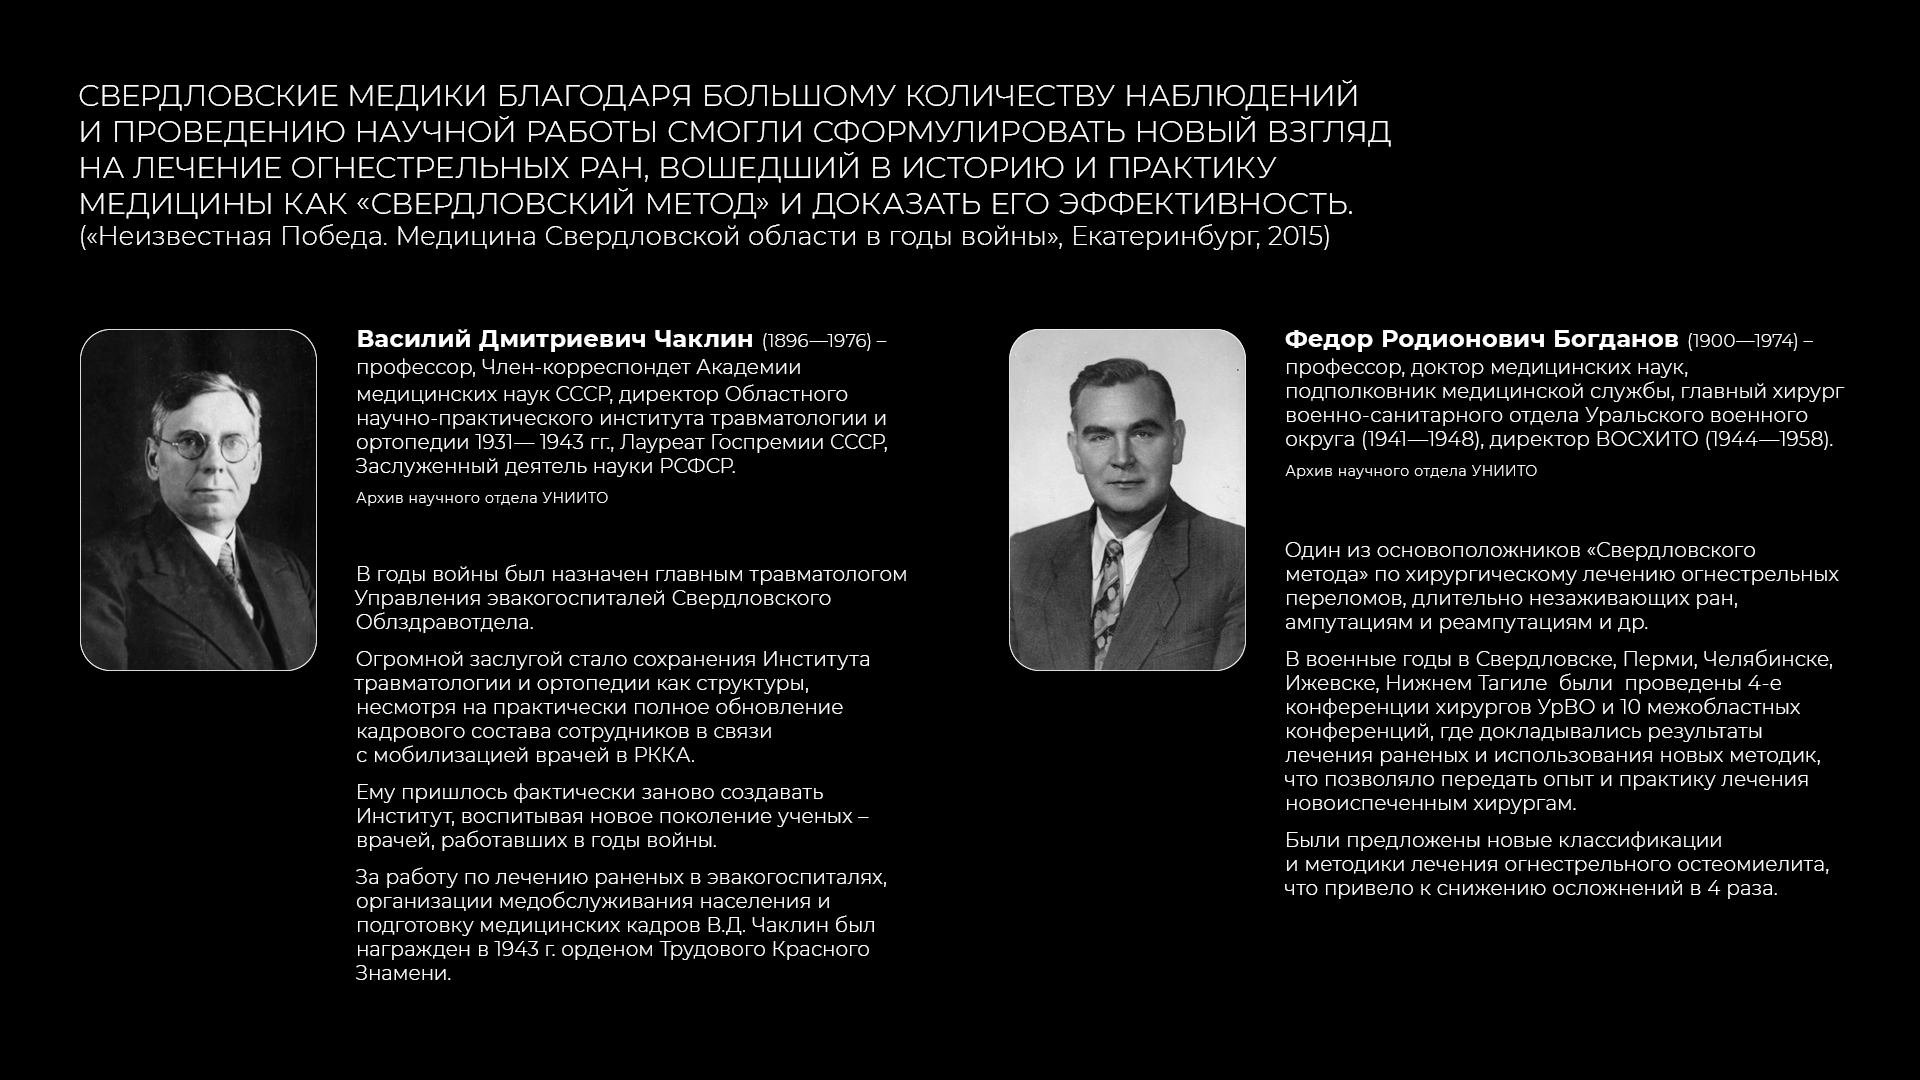 СВЕРДЛОВСКИЕ МЕДИКИ БЛАГОДАРЯ БОЛЬШОМУ КОЛИЧЕСТВУ НАБЛЮДЕНИЙ
И ПРОВЕДЕНИЮ НАУЧНОЙ РАБОТЫ СМОГЛИ СФОРМУЛИРОВАТЬ НОВЫЙ ВЗГЛЯД
НА ЛЕЧЕНИЕ ОГНЕСТРЕЛЬНЫХ РАН, ВОШЕДШИЙ В ИСТОРИЮ И ПРАКТИКУ
МЕДИЦИНЫ КАК «СВЕРДЛОВСКИЙ МЕТОД» И ДОКАЗАТЬ ЕГО ЭФФЕКТИВНОСТЬ.
(«Неизвестная Победа. Медицина Свердловской области в годы войны», Екатеринбург, 2015)
Василий Дмитриевич Чаклин (1896—1976) –
профессор, Член-корреспондет Академии
медицинских наук СССР, директор Областного
научно-практического института травматологии и
ортопедии 1931— 1943 гг., Лауреат Госпремии СССР,
Заслуженный деятель науки РСФСР.
Архив научного отдела УНИИТО
В годы войны был назначен главным травматологом
Управления эвакогоспиталей Свердловского
Облздравотдела.
Огромной заслугой стало сохранения Института
травматологии и ортопедии как структуры,
несмотря на практически полное обновление
кадрового состава сотрудников в связи
с мобилизацией врачей в РККА.
Ему пришлось фактически заново создавать
Институт, воспитывая новое поколение ученых –
врачей, работавших в годы войны.
За работу по лечению раненых в эвакогоспиталях,
организации медобслуживания населения и
подготовку медицинских кадров В.Д. Чаклин был
награжден в 1943 г. орденом Трудового Красного
Знамени.
Федор Родионович Богданов (1900—1974) –
профессор, доктор медицинских наук,
подполковник медицинской службы, главный хирург
военно-санитарного отдела Уральского военного
округа (1941—1948), директор ВОСХИТО (1944—1958).
Архив научного отдела УНИИТО
Один из основоположников «Свердловского
метода» по хирургическому лечению огнестрельных
переломов, длительно незаживающих ран,
ампутациям и реампутациям и др.
В военные годы в Свердловске, Перми, Челябинске,
Ижевске, Нижнем Тагиле  были  проведены 4-е
конференции хирургов УрВО и 10 межобластных
конференций, где докладывались результаты
лечения раненых и использования новых методик,
что позволяло передать опыт и практику лечения
новоиспеченным хирургам.
Были предложены новые классификации
и методики лечения огнестрельного остеомиелита,
что привело к снижению осложнений в 4 раза.